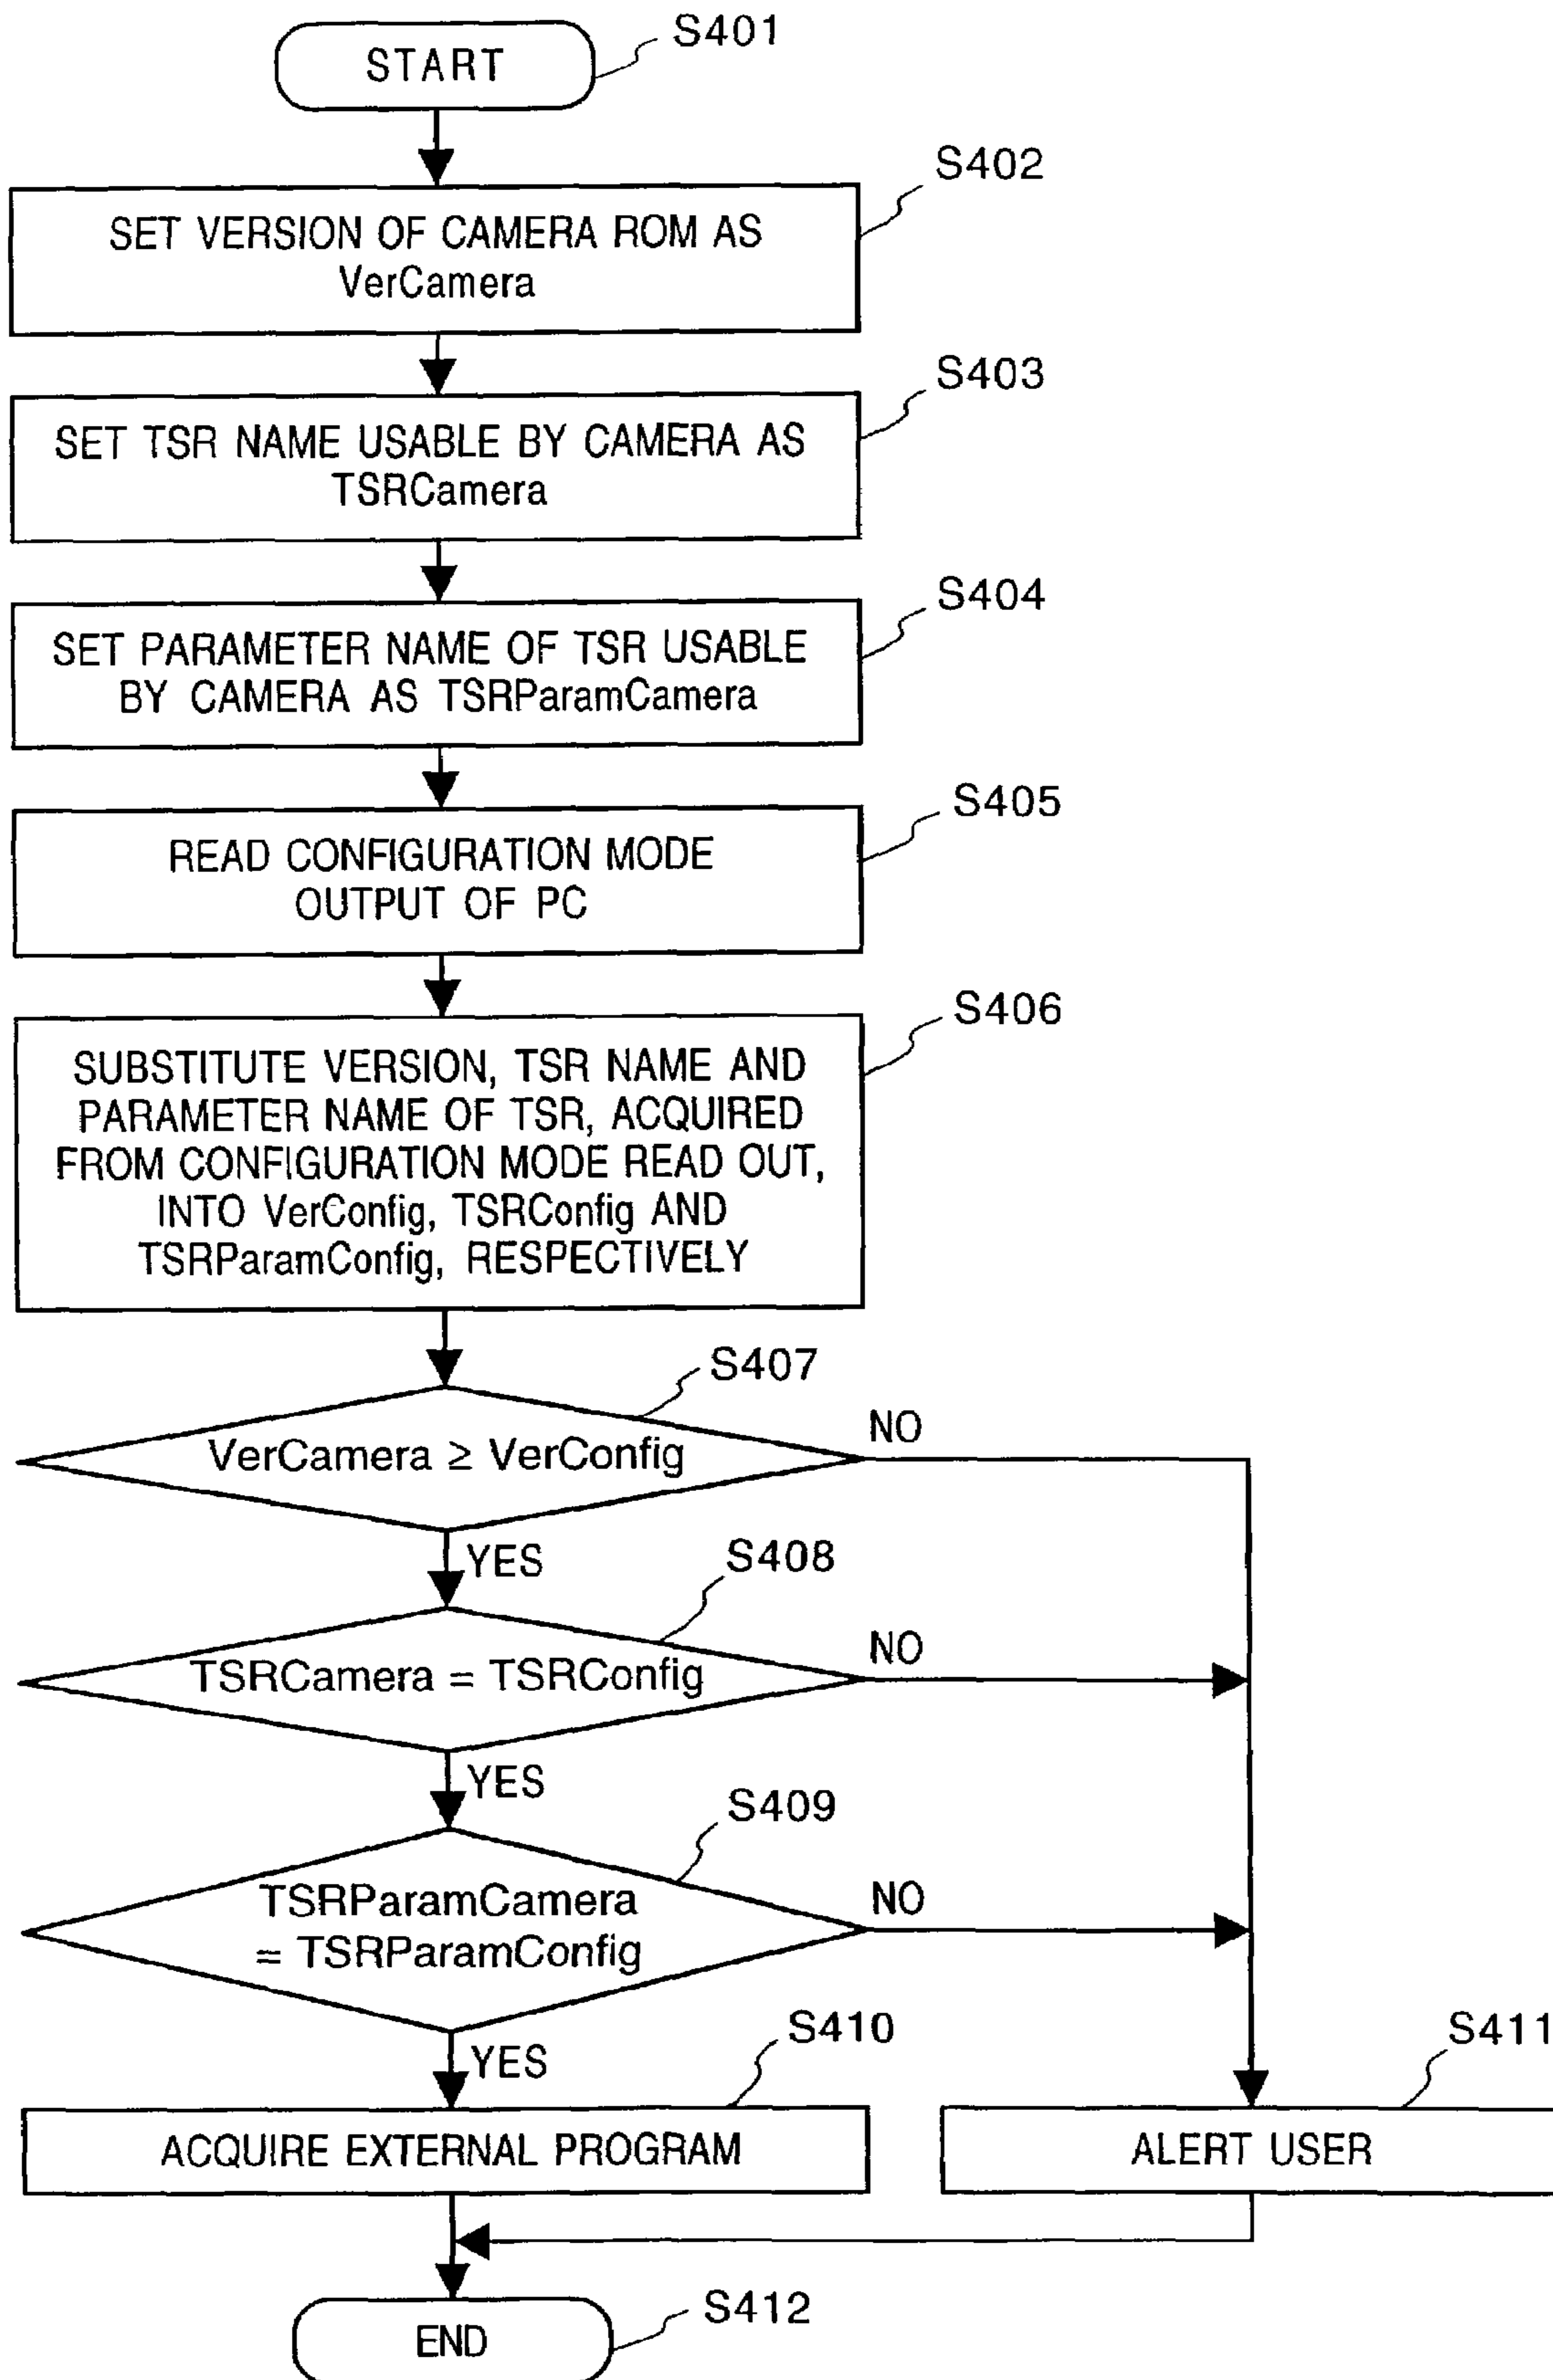 START
S401
S402
SET VERSION OF CAMERA ROM AS
VerCamera
S403
SET TSR NAME USABLE BY CAMERA AS
TSRCamera
S404
SET PARAMETER NAME OF TSR USABLE
BY CAMERA AS TSRParamCamera
S405
READ CONFIGURATION MODE
OUTPUT OF PC
S406
SUBSTITUTE VERSION, TSR NAME AND
PARAMETER NAME OF TSR, ACQUIRED
FROM CONFIGURATION MODE READ OUT,
INTO VerConfig, TSRConfig AND
TSRParamConfig, RESPECTIVELY
S407
VerCamera ≥ VerConfig
NO
YES
S408
TSRCamera = TSRConfig
NO
YES
S409
TSRParamCamera
= TSRParamConfig
NO
YES
S410
ACQUIRE EXTERNAL PROGRAM
S411
ALERT USER
END
S412